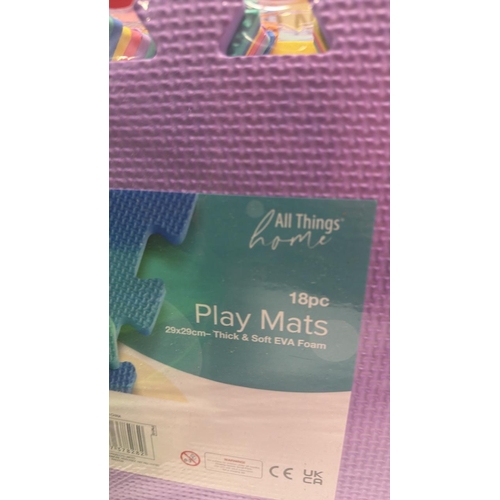 All Things
home
18pc
Play Mats
29x29cm– Thick & Soft EVA Foam
CE UK
CA